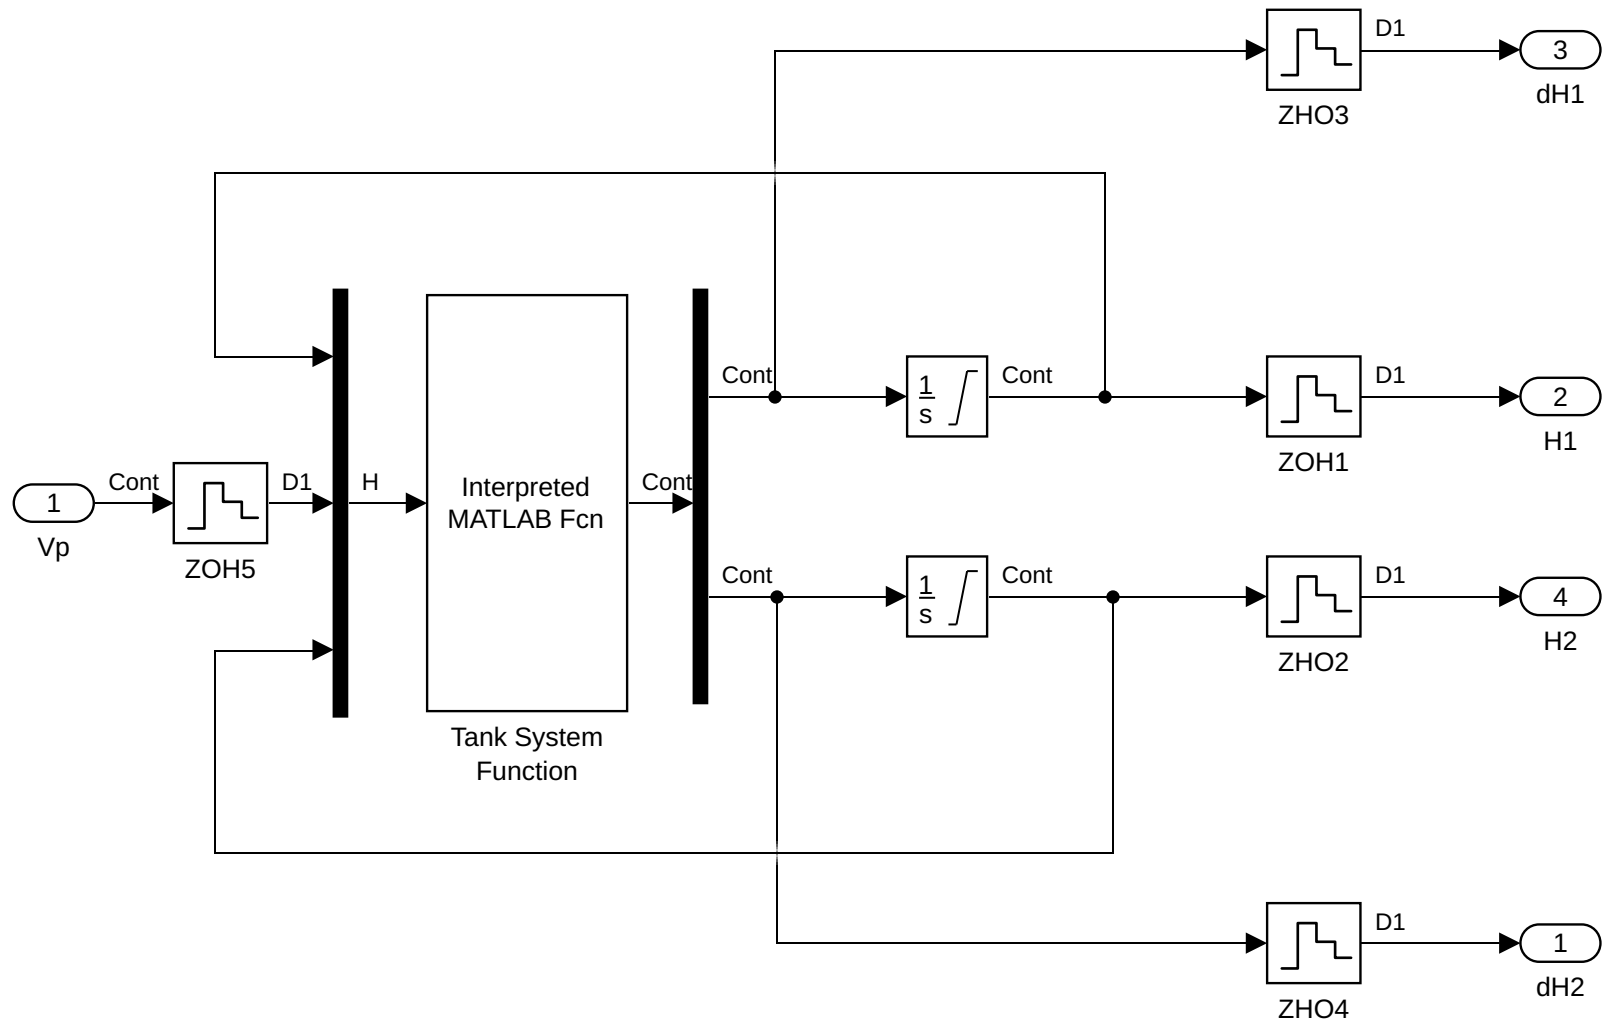 D1
3
dH1
ZHO3
Cont
1
s
Cont
D1
2
H1
ZOH1
Cont
D1
H
Interpreted
MATLAB Fcn
Cont
1
Vp
ZOH5
Cont
1
s
Cont
D1
4
H2
ZHO2
Tank System
Function
D1
1
dH2
ZHO4